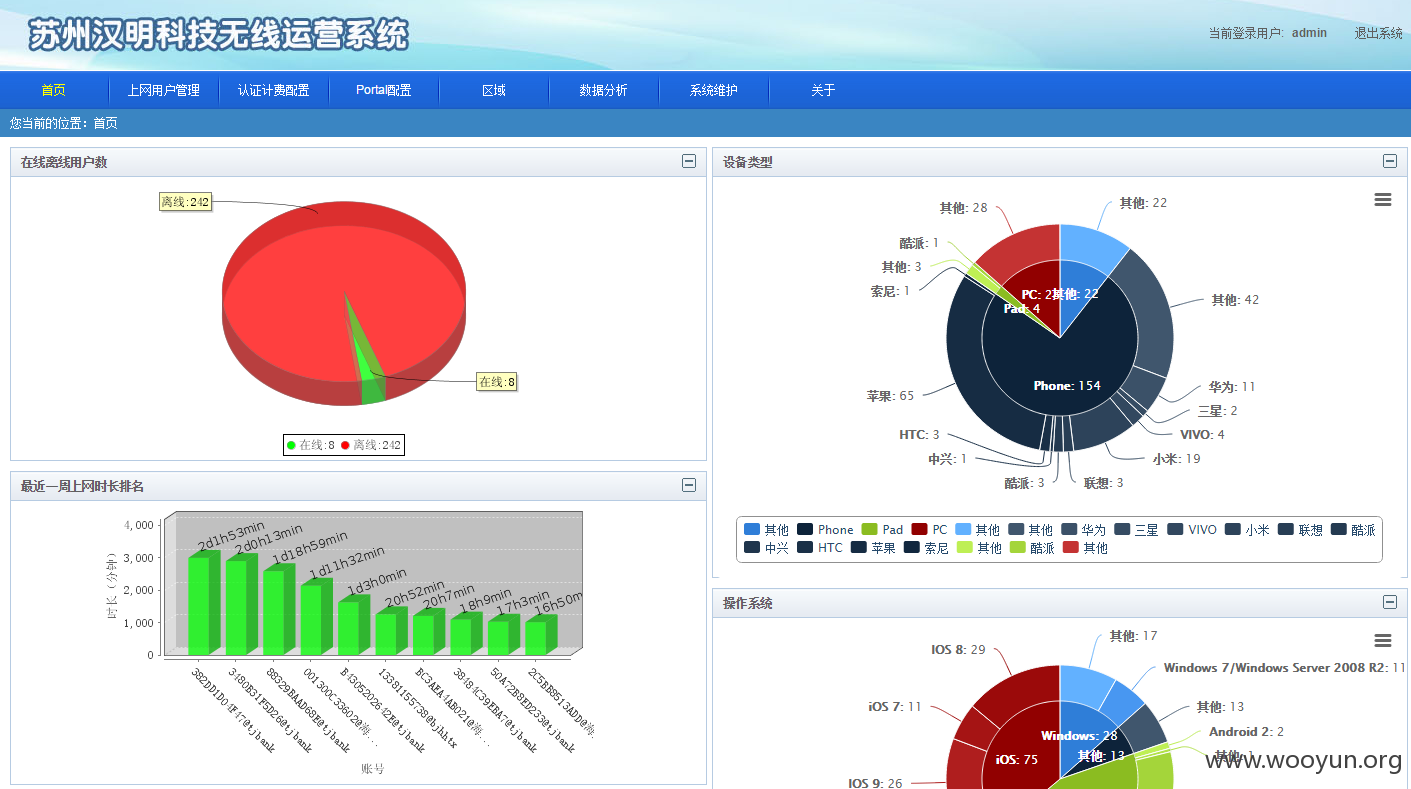 苏州汉明科技无线运营系统
当前登录用户: admin 退出系统
首页 上网用户管理 认证计费配置 Portal配置 区域 数据分析 系统维护 关于
您当前的位置: 首页
在线离线用户数
离线:242
在线:8
在线:8 离线:242
设备类型
其他: 28
其他: 22
酷派: 1
其他: 3
索尼: 1
其他: 42
PC: 2
其他: 22
Pad: 4
Phone: 154
苹果: 65
华为: 11
三星: 2
HTC: 3
VIVO: 4
中兴: 1
小米: 19
酷派: 3
联想: 3
其他 Phone Pad PC 其他 其他 华为 三星 VIVO 小米 联想 酷派
中兴 HTC 苹果 索尼 其他 酷派 其他
最近一周上网时长排名
4,000
3,000
2,000
1,000
0
时长（分钟）
2d1h53min
2d0h13min
1d18h59min
1d11h32min
1d3h0min
20h52min
20h7min
18h9min
17h3min
16h50m
382DD1D04F47@tjbank
3480B31F5D26@tjbank
88329BAAD68E@tjbank
001300C33602@海...
B4305202642E@tjbank
13381155738@bjhhtx
BC3AEA4AB021@海...
38484C39EBA7@tjbank
50A72B8ED233@tjbank
2C5BB8513ADD@海.
账号
操作系统
IOS 8: 29
其他: 17
Windows 7/Windows Server 2008 R2: 11
iOS 7: 11
其他: 13
Android 2: 2
Windows: 28
其他: 13
其他: 1
iOS: 75
IOS 9: 26
www.wooyun.org